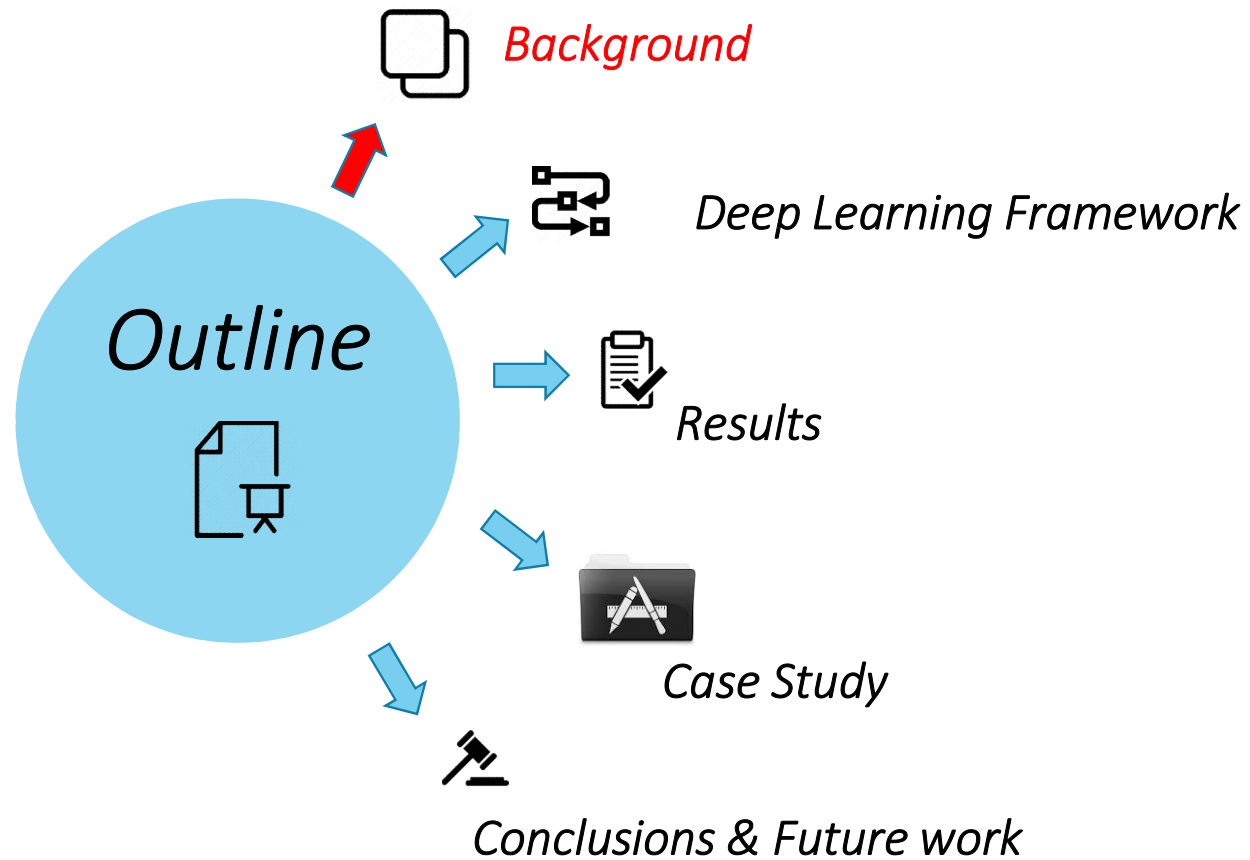 Background
Deep Learning Framework
Outline
Results
Case Study
Conclusions & Future work